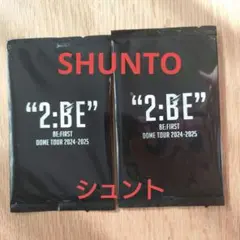 SHUNTO
“2:BE”
BE:FIRST
DOME TOUR 2024-2025
“2:BE”
BE:FIRST
DOME TOUR 2024-2025
シュント